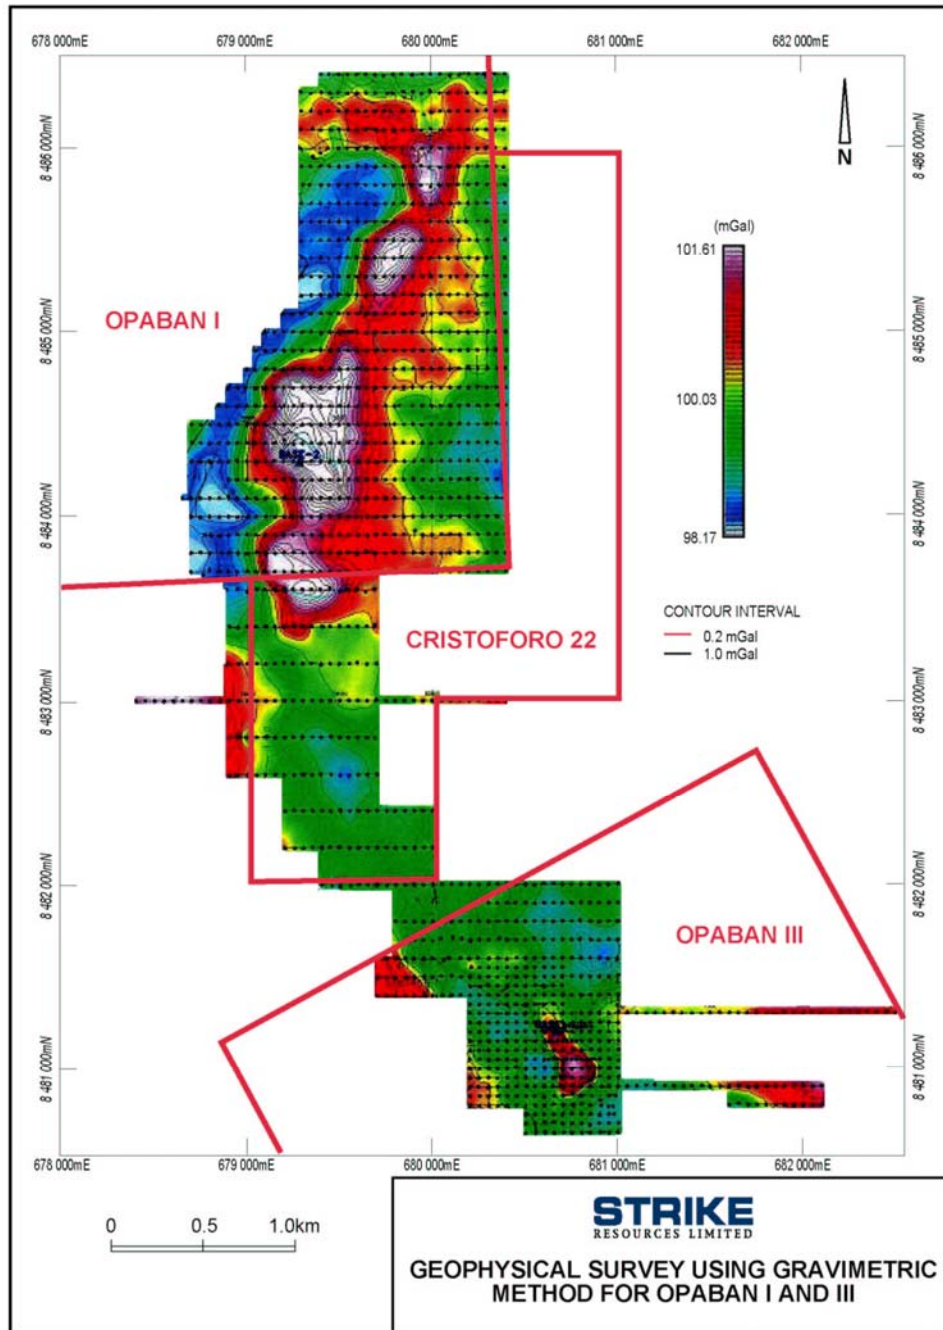 678 000mE
679 000mE
680 000mE
681 000mE
682 000mE
8 486 000mN
8 486 000mN
N
(mGal)
101.61
OPABAN I
8 485 000mN
8 485 000mN
100.03
BASE-2
8 484 000mN
8 484 000mN
98.17
CONTOUR INTERVAL
0.2 mGal
1.0 mGal
CRISTOFORO 22
8 483 000mN
8 483 000mN
8 482 000mN
8 482 000mN
OPABAN III
8 481 000mN
8 481 000mN
678 000mE
679 000mE
680 000mE
681 000mE
682 000mE
0
0.5
1.0km
STRIKE
RESOURCES LIMITED
GEOPHYSICAL SURVEY USING GRAVIMETRIC
METHOD FOR OPABAN I AND III